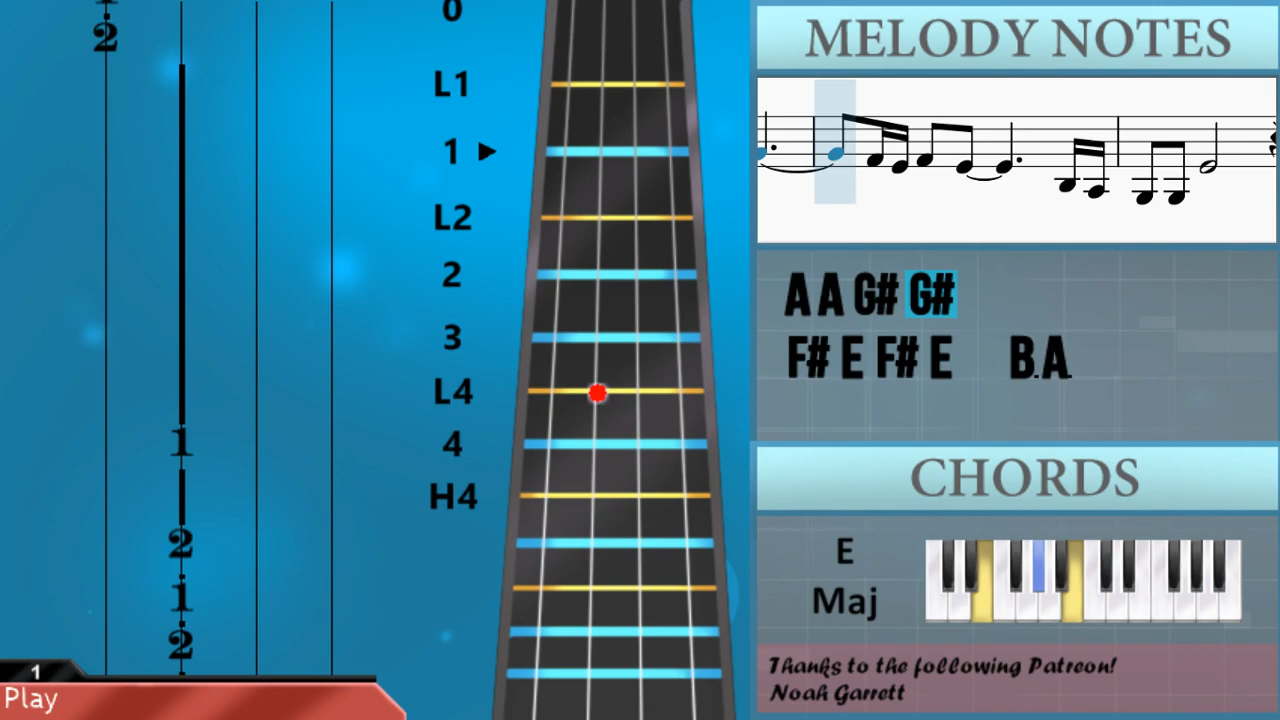 1
2
1
2
1
2
1
Play
0
L1
1
L2
2
3
L4
4
H4
MELODY NOTES
A A G# G#
F# E F# E B. A.
CHORDS
E
Maj
Thanks to the following Patreon!
Noah Garrett